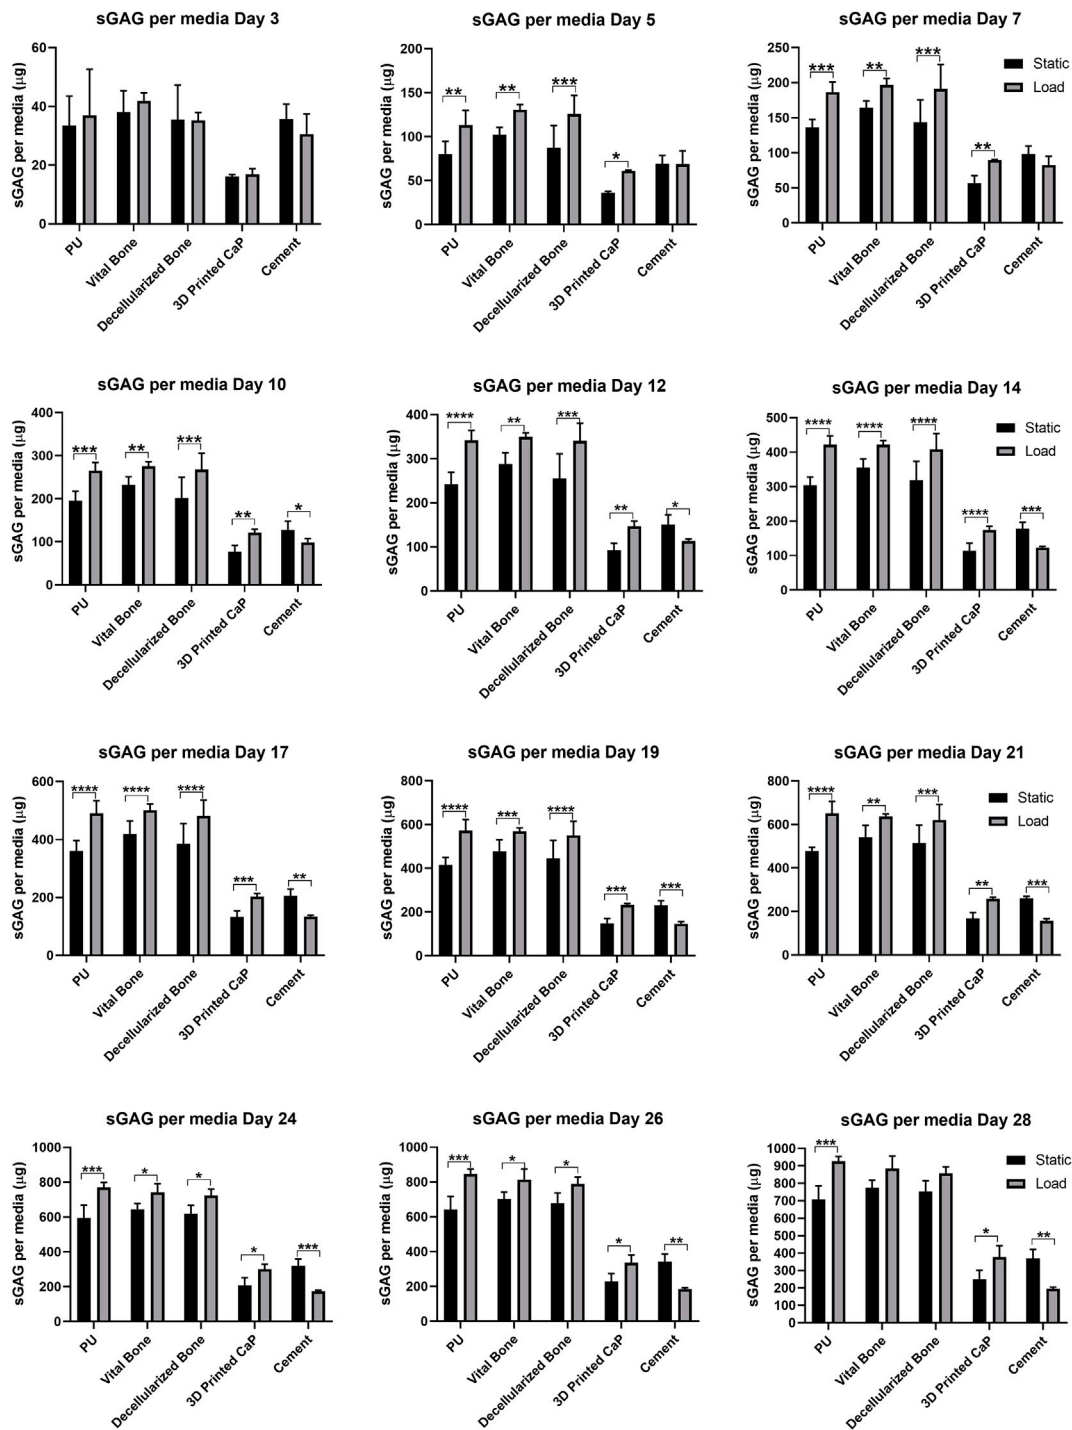 sGAG per media Day 3
sGAG per media (µg)
60
40
20
0
PU
Vital Bone
Decellularized Bone
3D Printed CaP
Cement
sGAG per media Day 5
sGAG per media (µg)
200
150
100
50
0
**
**
***
*
PU
Vital Bone
Decellularized Bone
3D Printed CaP
Cement
sGAG per media Day 7
sGAG per media (µg)
250
200
150
100
50
0
***
**
***
**
Static
Load
PU
Vital Bone
Decellularized Bone
3D Printed CaP
Cement
sGAG per media Day 10
sGAG per media (µg)
400
300
200
100
0
***
**
***
**
*
PU
Vital Bone
Decellularized Bone
3D Printed CaP
Cement
sGAG per media Day 12
sGAG per media (µg)
400
300
200
100
0
****
**
***
**
*
PU
Vital Bone
Decellularized Bone
3D Printed CaP
Cement
sGAG per media Day 14
sGAG per media (µg)
500
400
300
200
100
0
****
****
****
****
***
Static
Load
PU
Vital Bone
Decellularized Bone
3D Printed CaP
Cement
sGAG per media Day 17
sGAG per media (µg)
600
400
200
0
****
****
****
***
**
PU
Vital Bone
Decellularized Bone
3D Printed CaP
Cement
sGAG per media Day 19
sGAG per media (µg)
800
600
400
200
0
****
***
****
***
***
PU
Vital Bone
Decellularized Bone
3D Printed CaP
Cement
sGAG per media Day 21
sGAG per media (µg)
800
600
400
200
0
****
**
***
**
***
Static
Load
PU
Vital Bone
Decellularized Bone
3D Printed CaP
Cement
sGAG per media Day 24
sGAG per media (µg)
1000
800
600
400
200
0
***
*
*
*
***
PU
Vital Bone
Decellularized Bone
3D Printed CaP
Cement
sGAG per media Day 26
sGAG per media (µg)
1000
800
600
400
200
0
***
*
*
*
**
PU
Vital Bone
Decellularized Bone
3D Printed CaP
Cement
sGAG per media Day 28
sGAG per media (µg)
1000
900
800
700
600
500
400
400
300
200
100
0
***
*
**
Static
Load
PU
Vital Bone
Decellularized Bone
3D Printed CaP
Cement